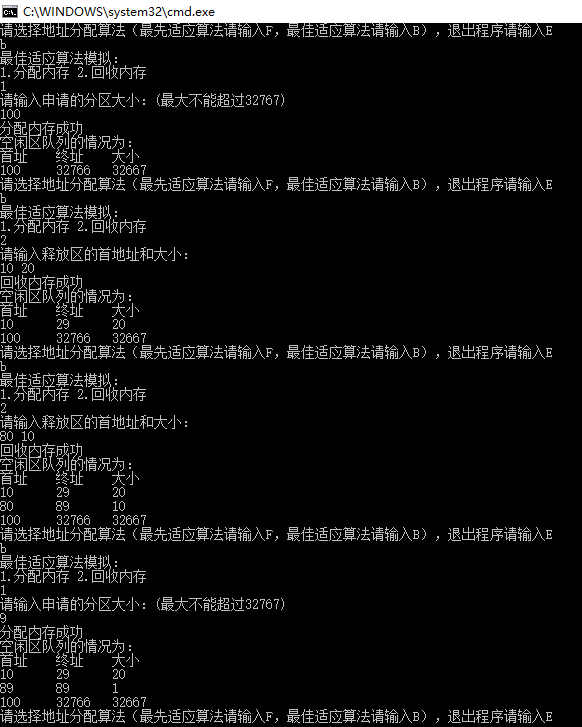 C:\WINDOWS\system32\cmd.exe
请选择地址分配算法（最先适应算法请输入F，最佳适应算法请输入B），退出程序请输入E
b
最佳适应算法模拟：
1.分配内存 2.回收内存
1
请输入申请的分区大小：(最大不能超过32767)
100
分配内存成功
空闲区队列的情况为：
首址 终址 大小
100 32766 32667
请选择地址分配算法（最先适应算法请输入F，最佳适应算法请输入B），退出程序请输入E
b
最佳适应算法模拟：
1.分配内存 2.回收内存
2
请输入释放区的首地址和大小：
10 20
回收内存成功
空闲区队列的情况为：
首址 终址 大小
10 29 20
100 32766 32667
请选择地址分配算法（最先适应算法请输入F，最佳适应算法请输入B），退出程序请输入E
b
最佳适应算法模拟：
1.分配内存 2.回收内存
2
请输入释放区的首地址和大小：
80 10
回收内存成功
空闲区队列的情况为：
首址 终址 大小
10 29 20
80 89 10
100 32766 32667
请选择地址分配算法（最先适应算法请输入F，最佳适应算法请输入B），退出程序请输入E
b
最佳适应算法模拟：
1.分配内存 2.回收内存
1
请输入申请的分区大小：(最大不能超过32767)
9
分配内存成功
空闲区队列的情况为：
首址 终址 大小
10 29 20
89 89 1
100 32766 32667
请选择地址分配算法（最先适应算法请输入F，最佳适应算法请输入B），退出程序请输入E